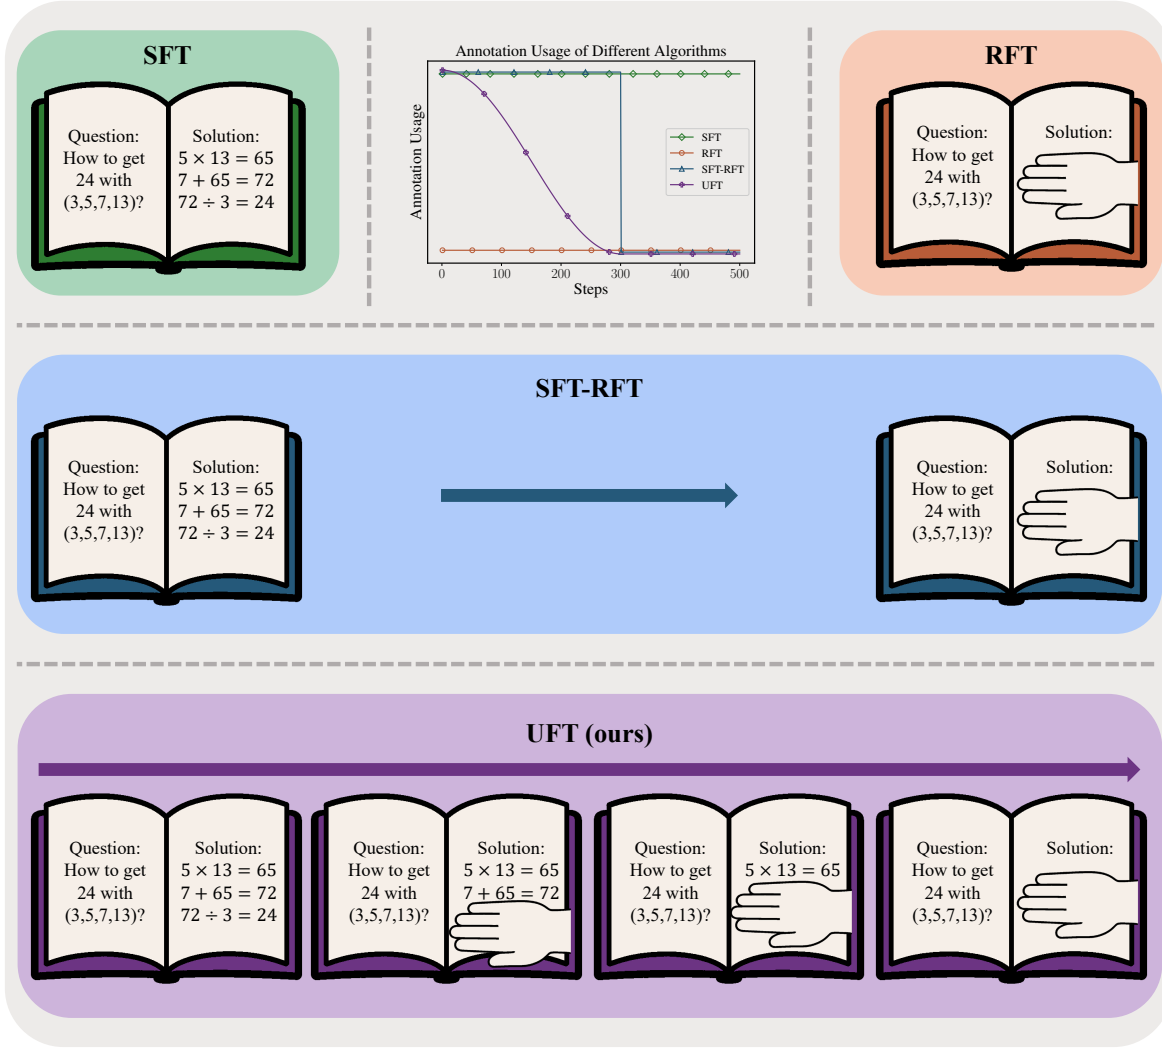 SFT
Question:
How to get
24 with
(3,5,7,13)?
Solution:
5 × 13 = 65
7 + 65 = 72
72 ÷ 3 = 24
Annotation Usage of Different Algorithms
Annotation Usage
SFT
RFT
SFT-RFT
UFT
0
100
200
300
400
500
Steps
RFT
Question:
How to get
24 with
(3,5,7,13)?
Solution:
SFT-RFT
Question:
How to get
24 with
(3,5,7,13)?
Solution:
5 × 13 = 65
7 + 65 = 72
72 ÷ 3 = 24
Question:
How to get
24 with
(3,5,7,13)?
Solution:
UFT (ours)
Question:
How to get
24 with
(3,5,7,13)?
Solution:
5 × 13 = 65
7 + 65 = 72
72 ÷ 3 = 24
Question:
How to get
24 with
(3,5,7,13)?
Solution:
5 × 13 = 65
7 + 65 = 72
Question:
How to get
24 with
(3,5,7,13)?
Solution:
5 × 13 = 65
Question:
How to get
24 with
(3,5,7,13)?
Solution: